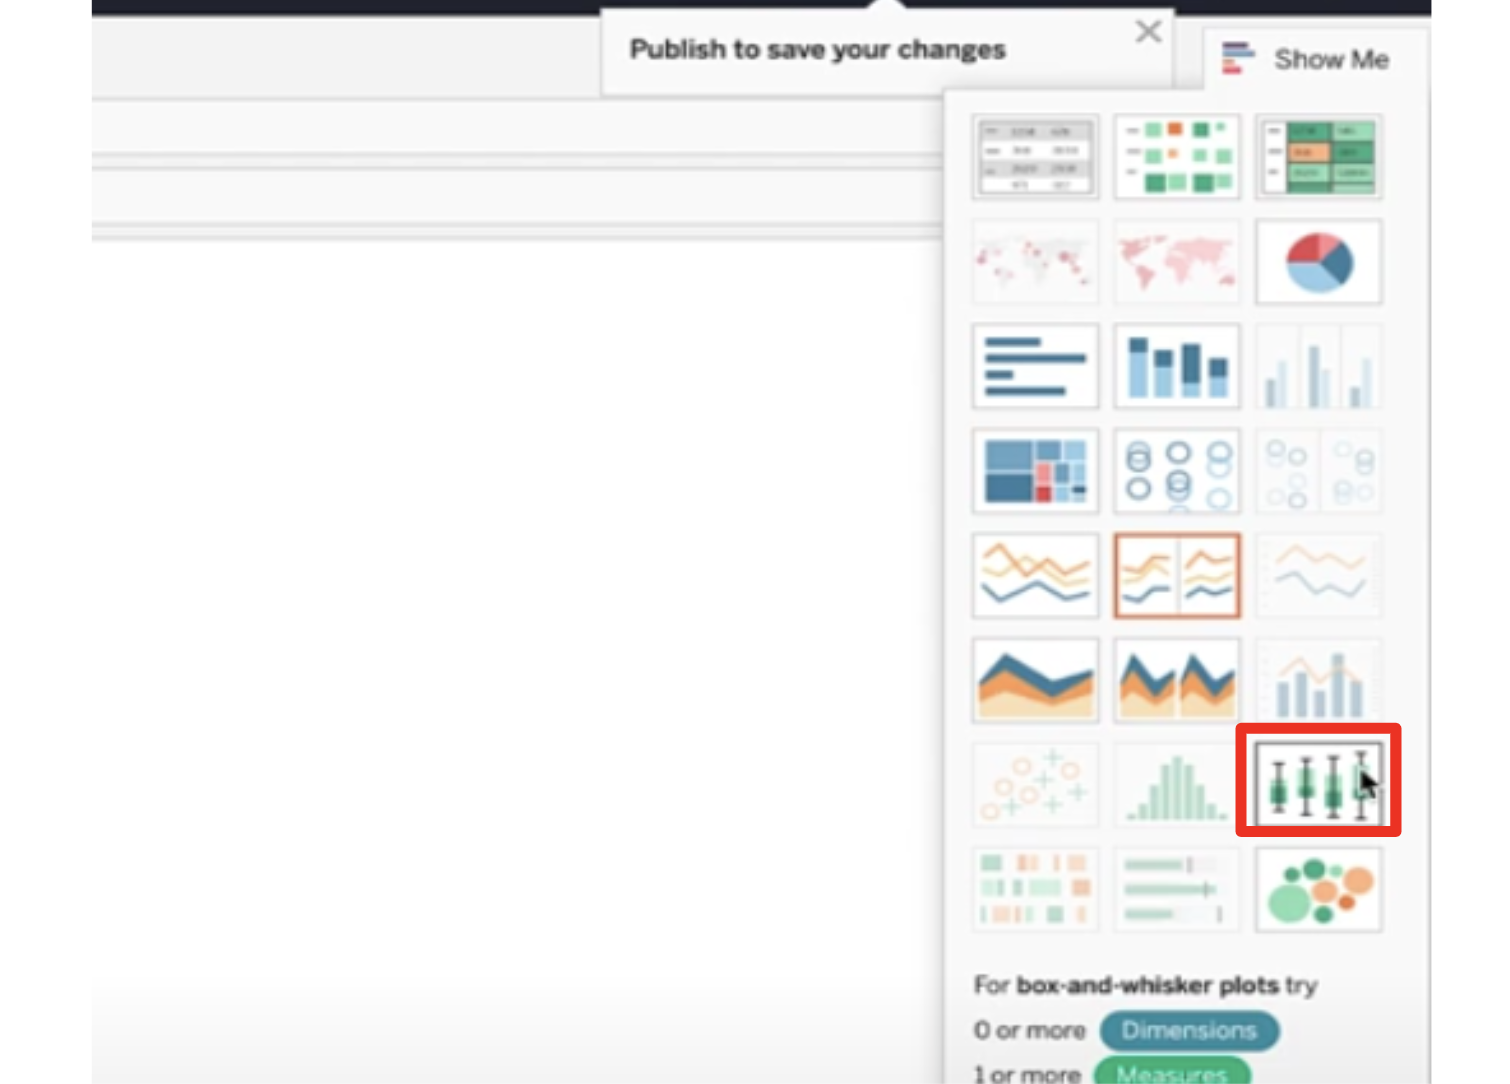 Publish to save your changes
Show Me
For box-and-whisker plots try
0 or more Dimensions
1 or more Measures